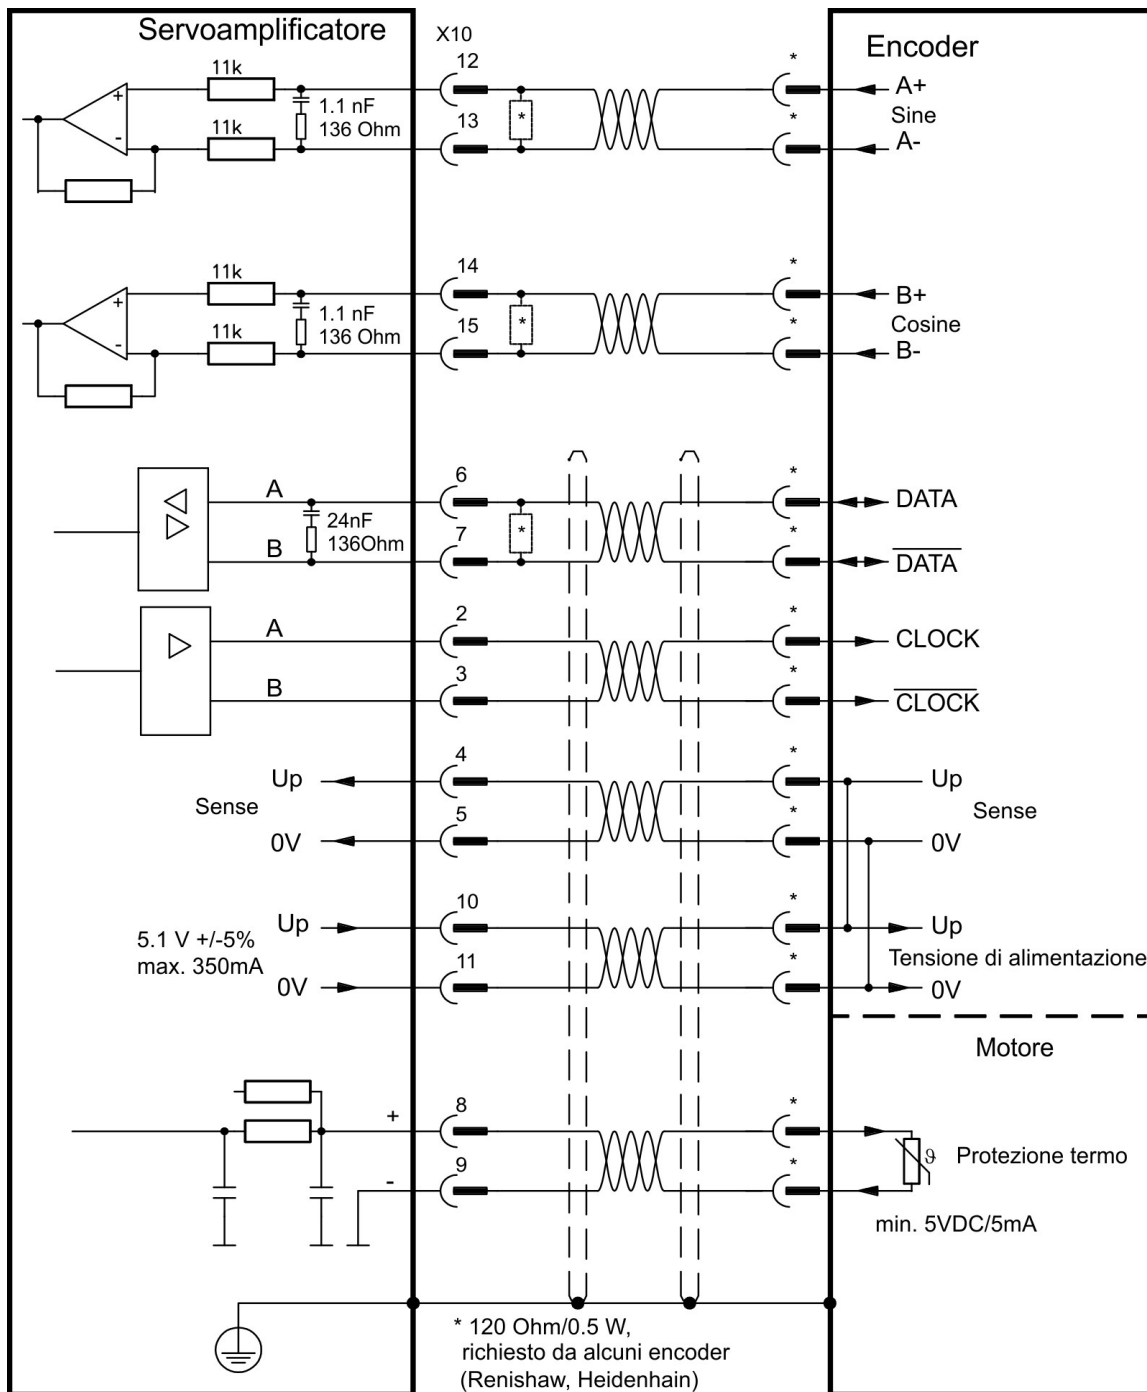 Servoamplificatore
X10
Encoder
11k
12
*
A+
+
1.1 nF
*
Sine
136 Ohm
13
*
-
11k
A-
11k
14
*
B+
+
1.1 nF
*
Cosine
136 Ohm
15
*
-
11k
B-
A
6
*
DATA
24nF
*
136Ohm
B
7
*
DATA
A
2
*
CLOCK
B
3
*
CLOCK
Up
4
*
Up
Sense
Sense
0V
5
*
0V
Up
10
*
Up
5.1 V +/-5%
max. 350mA
Tensione di alimentazione
0V
11
*
0V
Motore
+
8
*
ϑ
Protezione termo
-
9
*
min. 5VDC/5mA
* 120 Ohm/0.5 W,
richiesto da alcuni encoder
(Renishaw, Heidenhain)